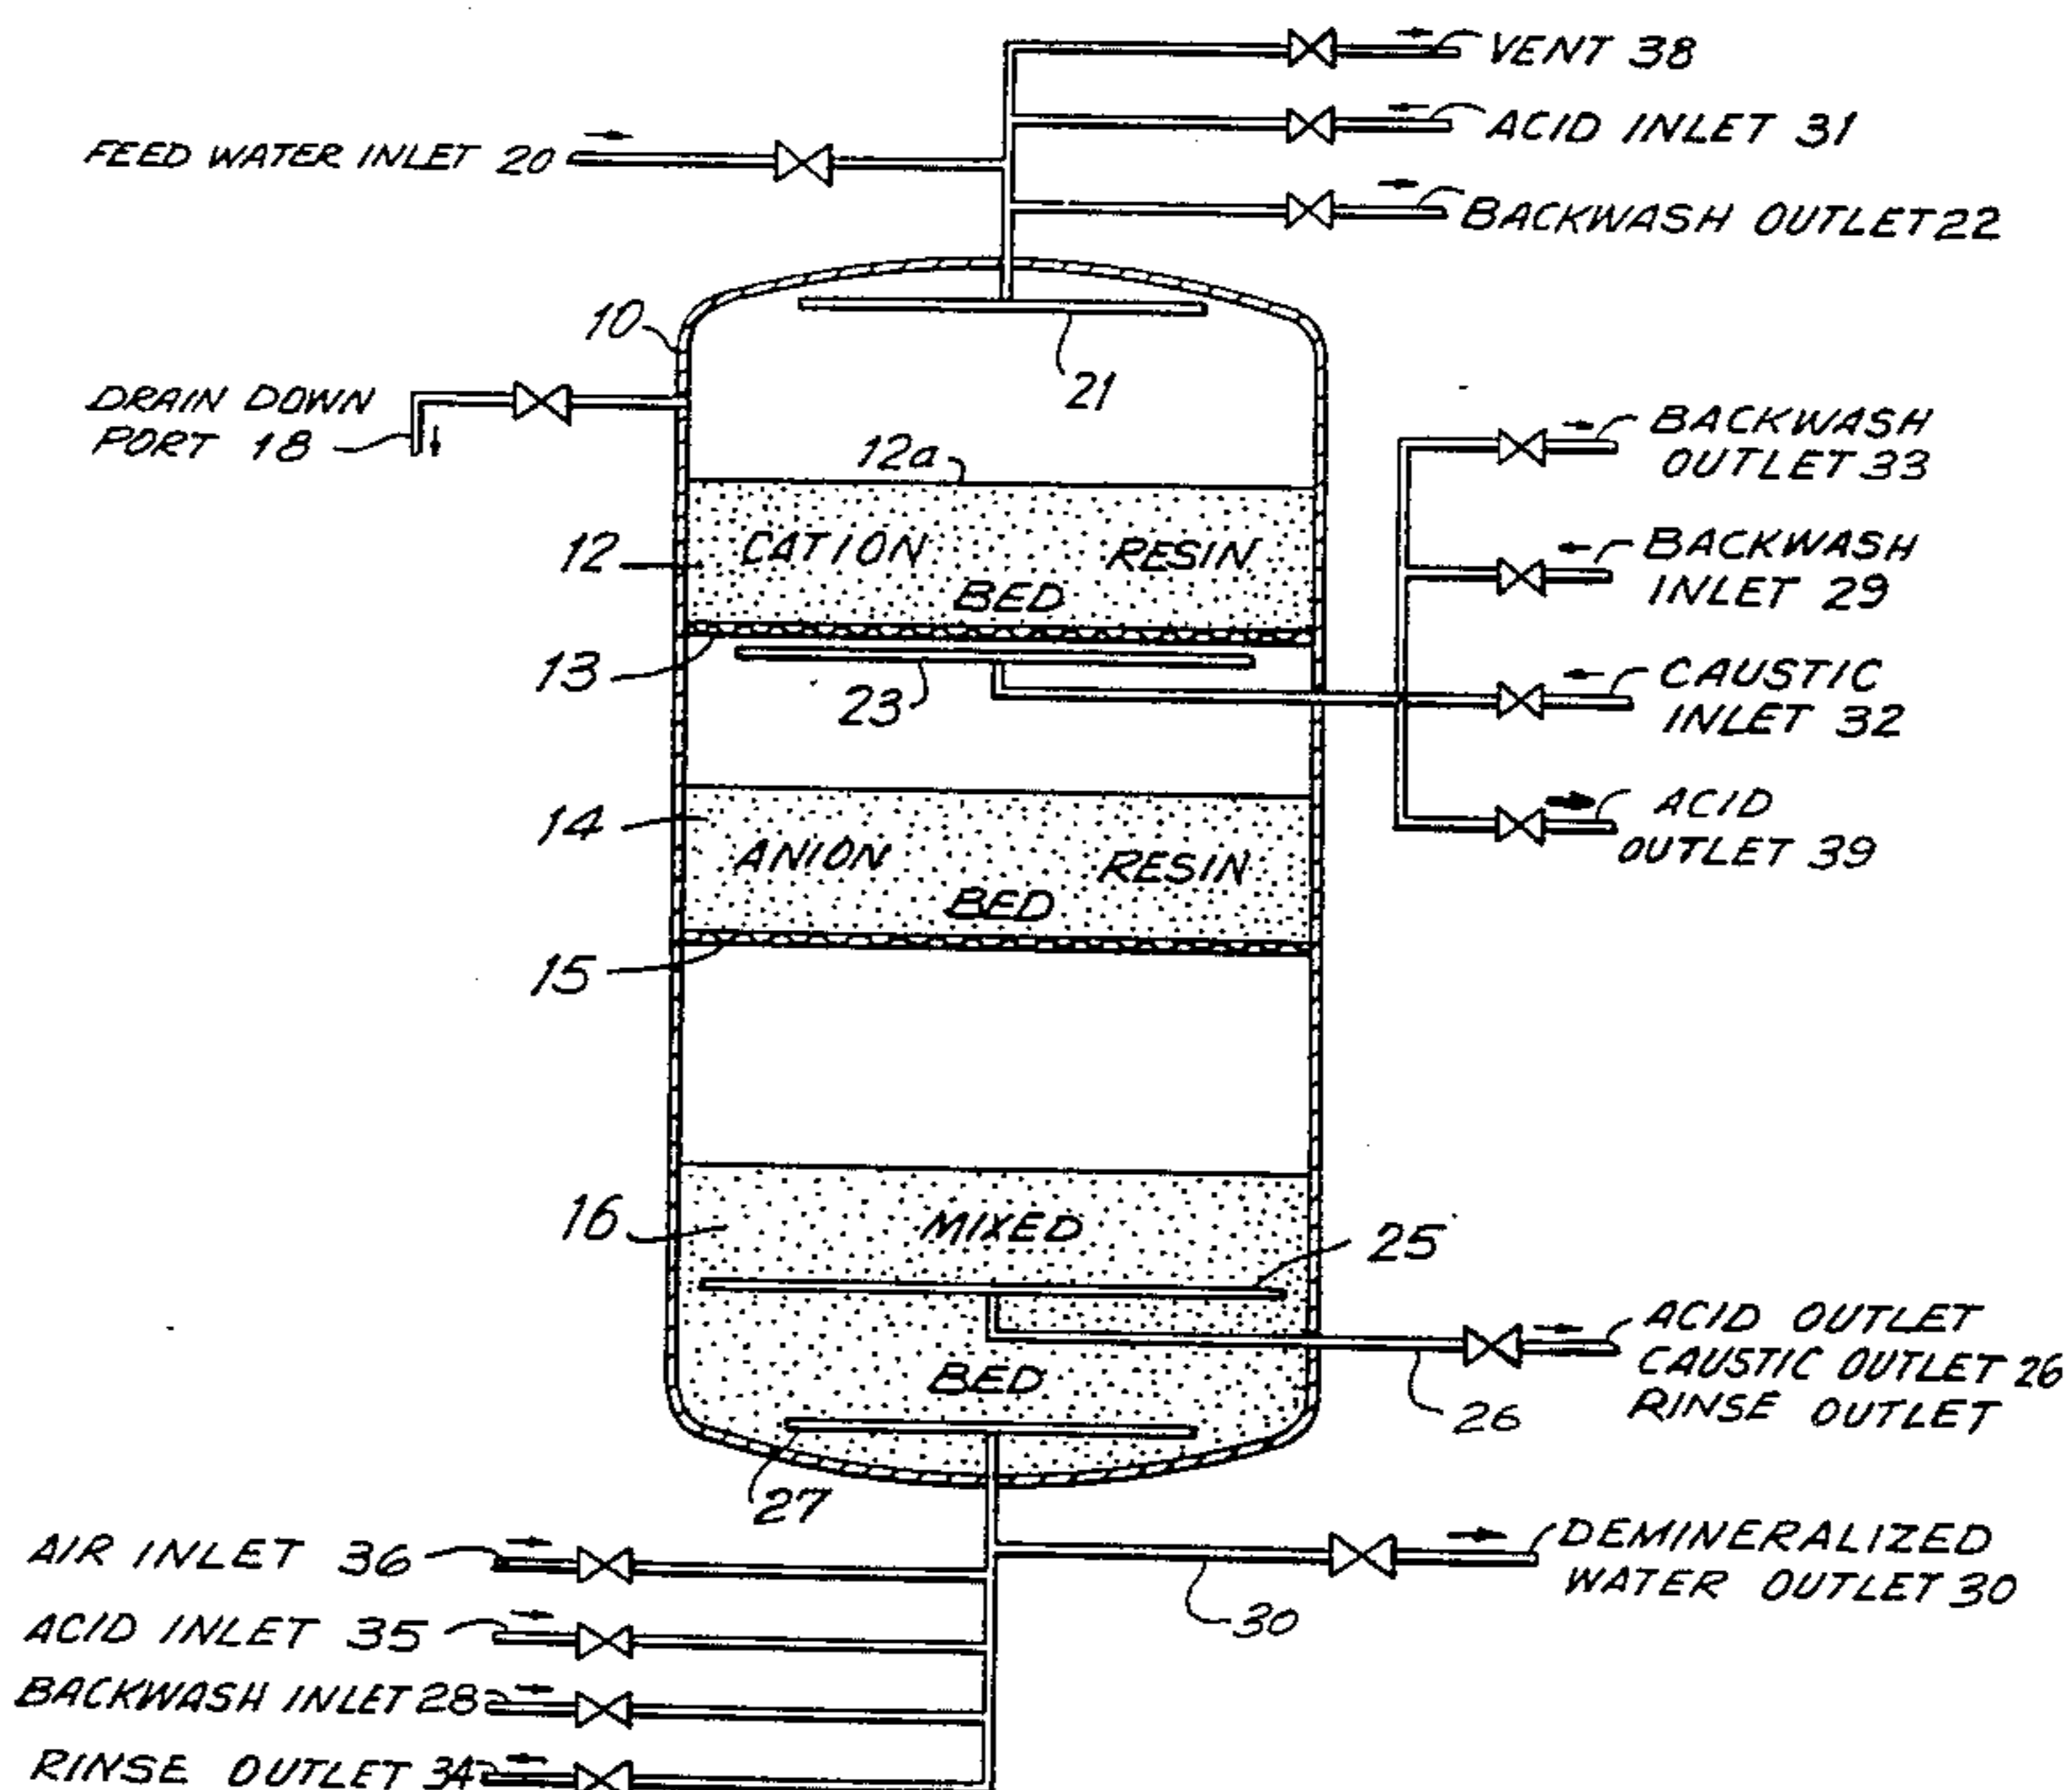 VENT 38
ACID INLET 31
FEED WATER INLET 20
BACKWASH OUTLET 22
10
21
DRAIN DOWN
PORT 18
12a
BACKWASH
OUTLET 33
12
CATION RESIN
BED
BACKWASH
INLET 29
13
23
CAUSTIC
INLET 32
14
ANION RESIN
BED
ACID
OUTLET 39
15
16
MIXED
25
BED
ACID OUTLET
CAUSTIC OUTLET 26
RINSE OUTLET
26
27
AIR INLET 36
DEMINERALIZED
WATER OUTLET 30
30
ACID INLET 35
BACKWASH INLET 28
RINSE OUTLET 34